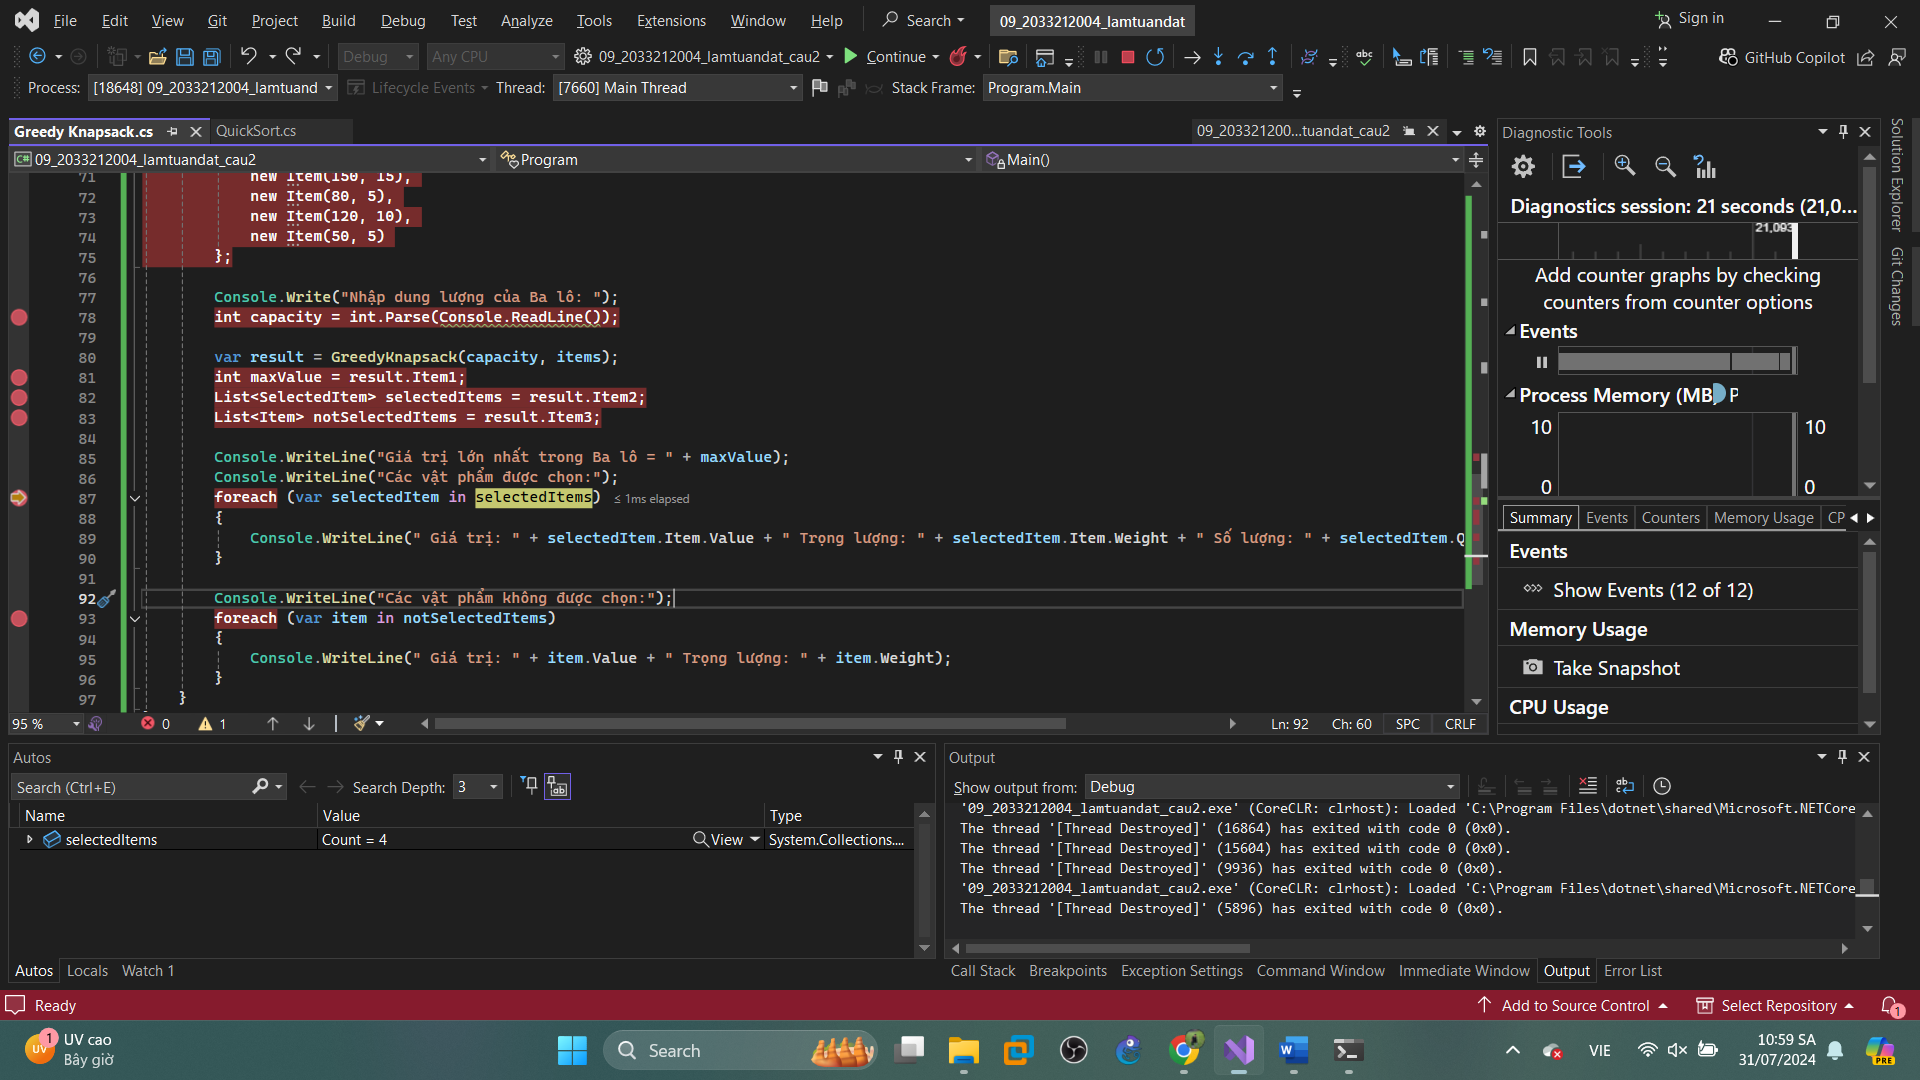 File Edit View Git Project Build Debug Test Analyze Tools Extensions Window Help Search 09_2033212004_lamtuandat Sign in
Debug Any CPU 09_2033212004_lamtuandat_cau2 Continue GitHub Copilot
Process: [18648] 09_2033212004_lamtuand Lifecycle Events Thread: [7660] Main Thread Stack Frame: Program.Main
Greedy Knapsack.cs QuickSort.cs 09_203321200...tuandat_cau2
09_2033212004_lamtuandat_cau2 Program Main()
71 new Item(150, 15),
72 new Item(80, 5),
73 new Item(120, 10),
74 new Item(50, 5)
75 };
76
77 Console.Write("Nhập dung lượng của Ba lô: ");
78 int capacity = int.Parse(Console.ReadLine());
79
80 var result = GreedyKnapsack(capacity, items);
81 int maxValue = result.Item1;
82 List<SelectedItem> selectedItems = result.Item2;
83 List<Item> notSelectedItems = result.Item3;
84
85 Console.WriteLine("Giá trị lớn nhất trong Ba lô = " + maxValue);
86 Console.WriteLine("Các vật phẩm được chọn:");
87 foreach (var selectedItem in selectedItems) ≤ 1ms elapsed
88 {
89 Console.WriteLine(" Giá trị: " + selectedItem.Item.Value + " Trọng lượng: " + selectedItem.Item.Weight + " Số lượng: " + selectedItem.Q
90 }
91
92 Console.WriteLine("Các vật phẩm không được chọn:");
93 foreach (var item in notSelectedItems)
94 {
95 Console.WriteLine(" Giá trị: " + item.Value + " Trọng lượng: " + item.Weight);
96 }
97 }
95 % 0 1 Ln: 92 Ch: 60 SPC CRLF
Diagnostic Tools
Diagnostics session: 21 seconds (21,0...
21,093
Add counter graphs by checking
counters from counter options
Events
Process Memory (MB) P
10 10
0 0
Summary Events Counters Memory Usage CP
Events
Show Events (12 of 12)
Memory Usage
Take Snapshot
CPU Usage
Solution Explorer
Git Changes
Autos
Search (Ctrl+E) Search Depth: 3
Name Value Type
selectedItems Count = 4 View System.Collections....
Autos Locals Watch 1
Output
Show output from: Debug
'09_2033212004_lamtuandat_cau2.exe' (CoreCLR: clrhost): Loaded 'C:\Program Files\dotnet\shared\Microsoft.NETCore
The thread '[Thread Destroyed]' (16864) has exited with code 0 (0x0).
The thread '[Thread Destroyed]' (15604) has exited with code 0 (0x0).
The thread '[Thread Destroyed]' (9936) has exited with code 0 (0x0).
'09_2033212004_lamtuandat_cau2.exe' (CoreCLR: clrhost): Loaded 'C:\Program Files\dotnet\shared\Microsoft.NETCore
The thread '[Thread Destroyed]' (5896) has exited with code 0 (0x0).
Call Stack Breakpoints Exception Settings Command Window Immediate Window Output Error List
Ready Add to Source Control Select Repository 1
1 UV UV cao
Bây giờ
Search
VIE
10:59 SA
31/07/2024
PRE